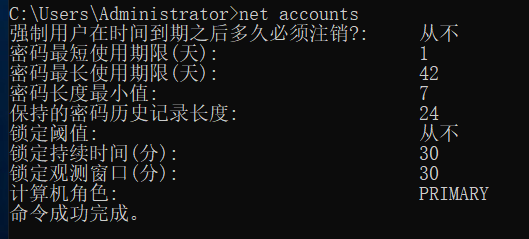 C:\Users\Administrator>net accounts
强制用户在时间到期之后多久必须注销?: 从不
密码最短使用期限(天): 1
密码最长使用期限(天): 42
密码长度最小值: 7
保持的密码历史记录长度: 24
锁定阈值: 从不
锁定持续时间(分): 30
锁定观测窗口(分): 30
计算机角色: PRIMARY
命令成功完成。